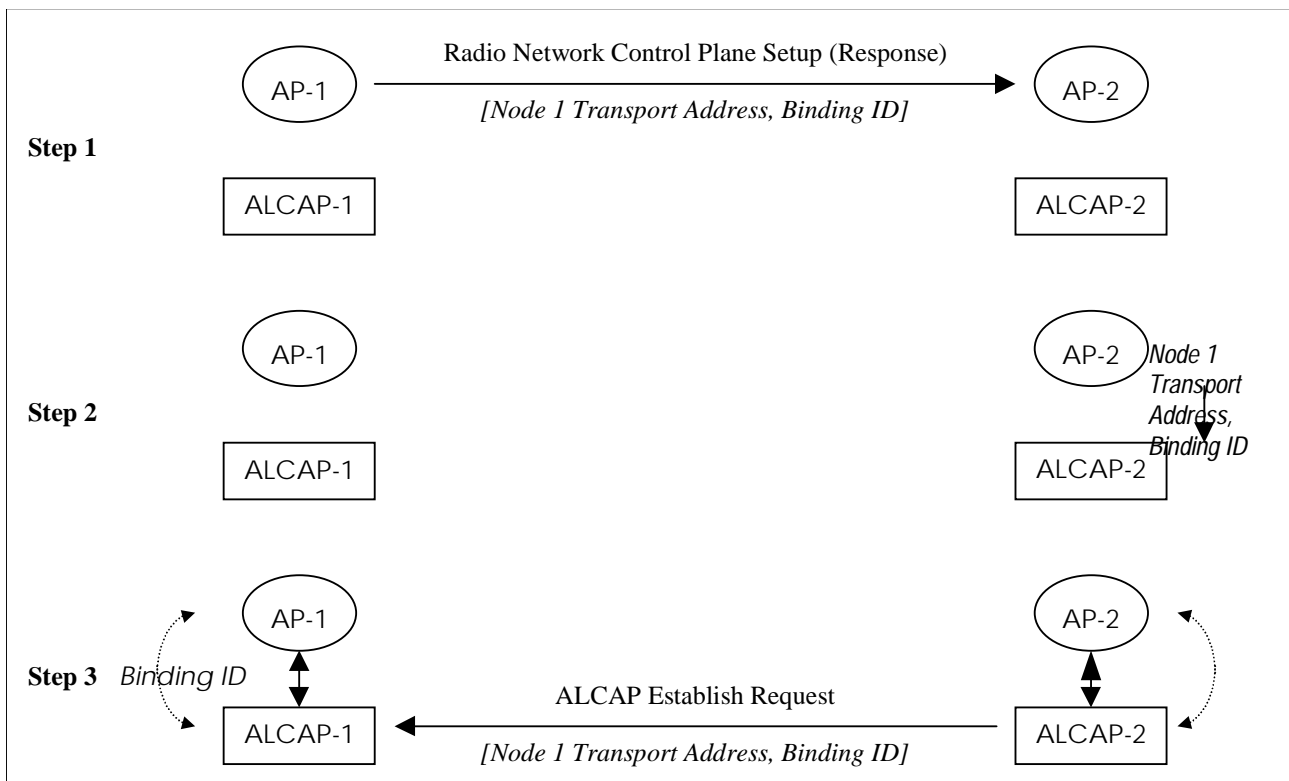 Radio Network Control Plane Setup (Response)
AP-1
AP-2
[Node 1 Transport Address, Binding ID]
Step 1
ALCAP-1
ALCAP-2
AP-1
AP-2
Node 1
Transport
Address,
Binding ID
Step 2
ALCAP-1
ALCAP-2
AP-1
AP-2
Step 3
Binding ID
ALCAP Establish Request
ALCAP-1
ALCAP-2
[Node 1 Transport Address, Binding ID]